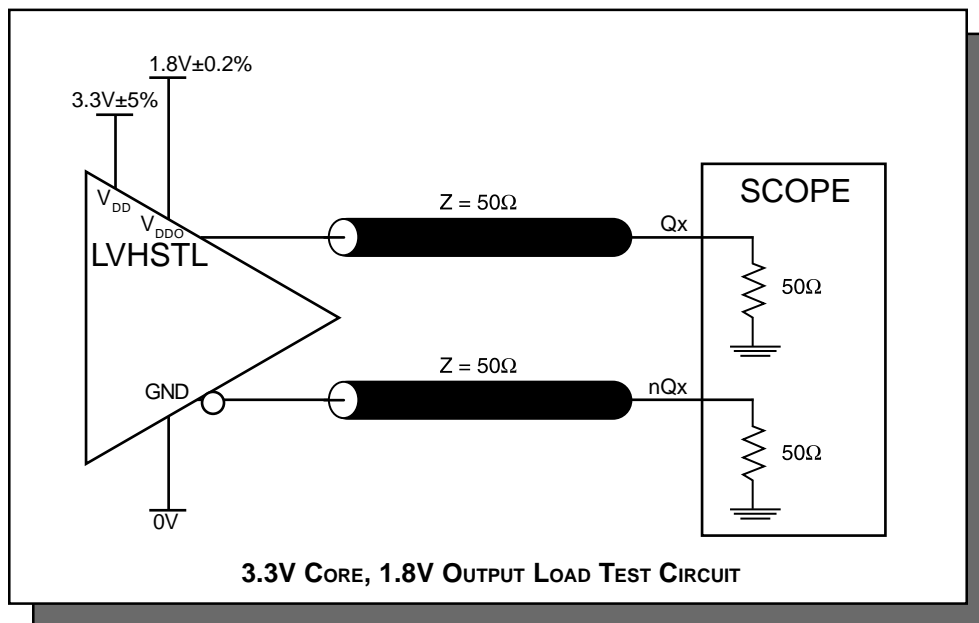 1.8V±0.2%
3.3V±5%
VDD
VDDO
LVHSTL
Z = 50Ω
Qx
SCOPE
50Ω
Z = 50Ω
GND
nQx
50Ω
0V
3.3V CORE, 1.8V OUTPUT LOAD TEST CIRCUIT